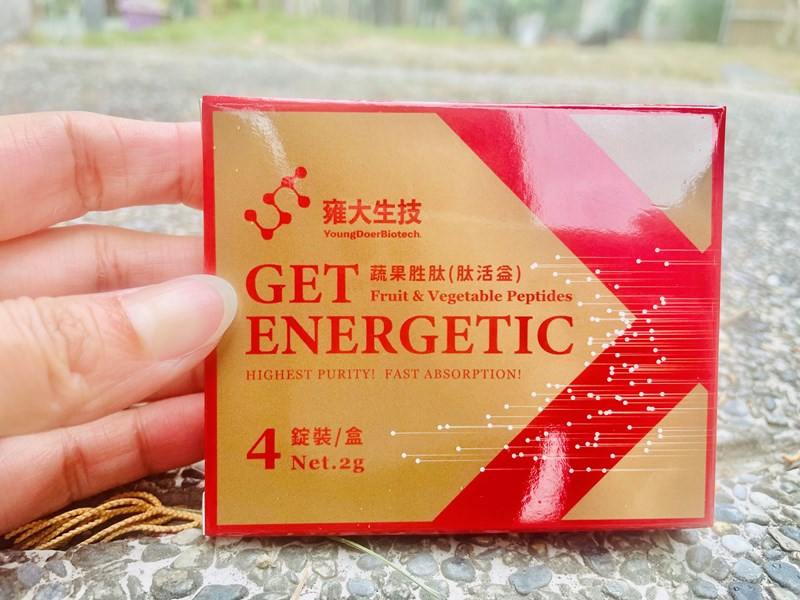 雍大生技
YoungDoerBiotech
GET
蔬果胜肽(肽活益)
Fruit & Vegetable Peptides
ENERGETIC
HIGHEST PURITY! FAST ABSORPTION!
4
錠裝/盒
Net.2g